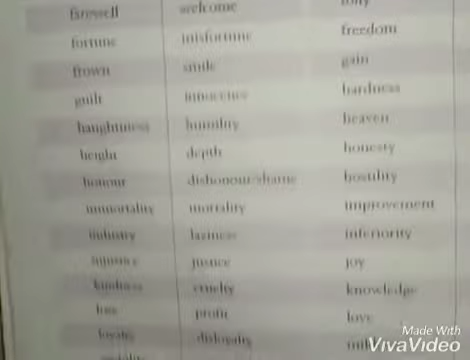 farewell welcome folly
fortune misfortune freedom
frown smile gain
guilt innocence hardness
haughtiness humility heaven
height depth honesty
honour dishonour/shame hostility
immortality mortality improvement
industry laziness inferiority
injustice justice joy
kindness cruelty knowledge
loss profit love
loyalty disloyalty
Made With
VivaVideo